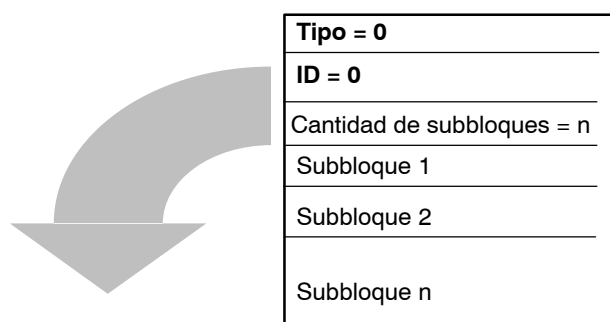 Tipo = 0
ID = 0
Cantidad de subbloques = n
Subbloque 1
Subbloque 2
Subbloque n